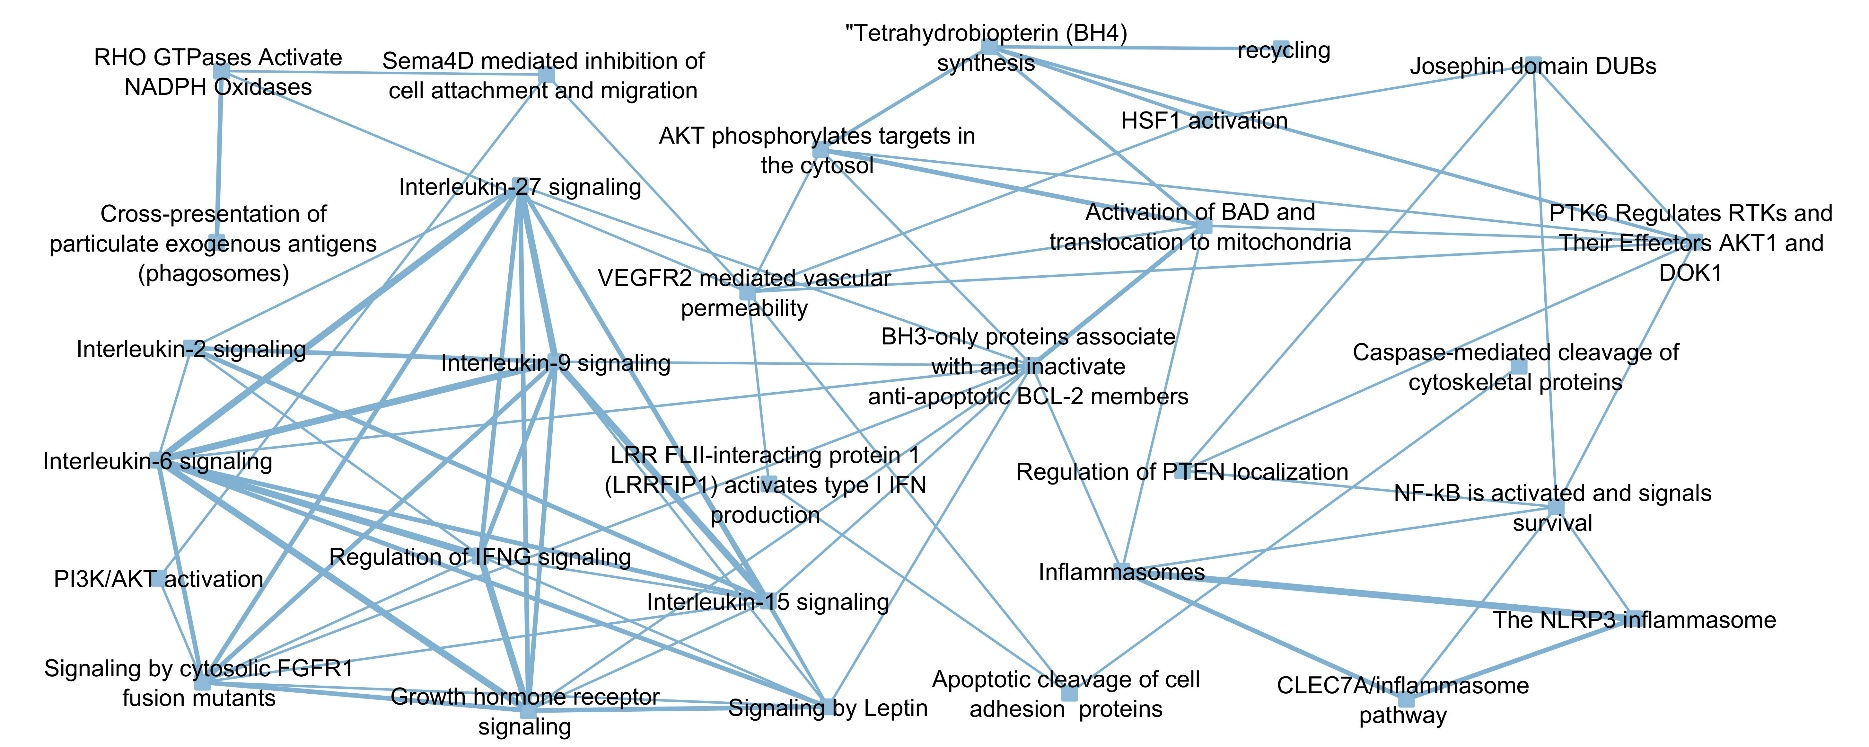 RHO GTPases Activate
NADPH Oxidases
Sema4D mediated inhibition of
cell attachment and migration
"Tetrahydrobiopterin (BH4)
synthesis
recycling
Josephin domain DUBs
HSF1 activation
AKT phosphorylates targets in
the cytosol
Interleukin-27 signaling
Cross-presentation of
particulate exogenous antigens
(phagosomes)
Activation of BAD and
translocation to mitochondria
PTK6 Regulates RTKs and
Their Effectors AKT1 and
DOK1
VEGFR2 mediated vascular
permeability
Interleukin-2 signaling
Interleukin-9 signaling
BH3-only proteins associate
with and inactivate
anti-apoptotic BCL-2 members
Caspase-mediated cleavage of
cytoskeletal proteins
Interleukin-6 signaling
LRR FLII-interacting protein 1
(LRRFIP1) activates type I IFN
production
Regulation of PTEN localization
NF-kB is activated and signals
survival
Regulation of IFNG signaling
PI3K/AKT activation
Interleukin-15 signaling
Inflammasomes
The NLRP3 inflammasome
Signaling by cytosolic FGFR1
fusion mutants
Growth hormone receptor
signaling
Signaling by Leptin
Apoptotic cleavage of cell
adhesion  proteins
CLEC7A/inflammasome
pathway